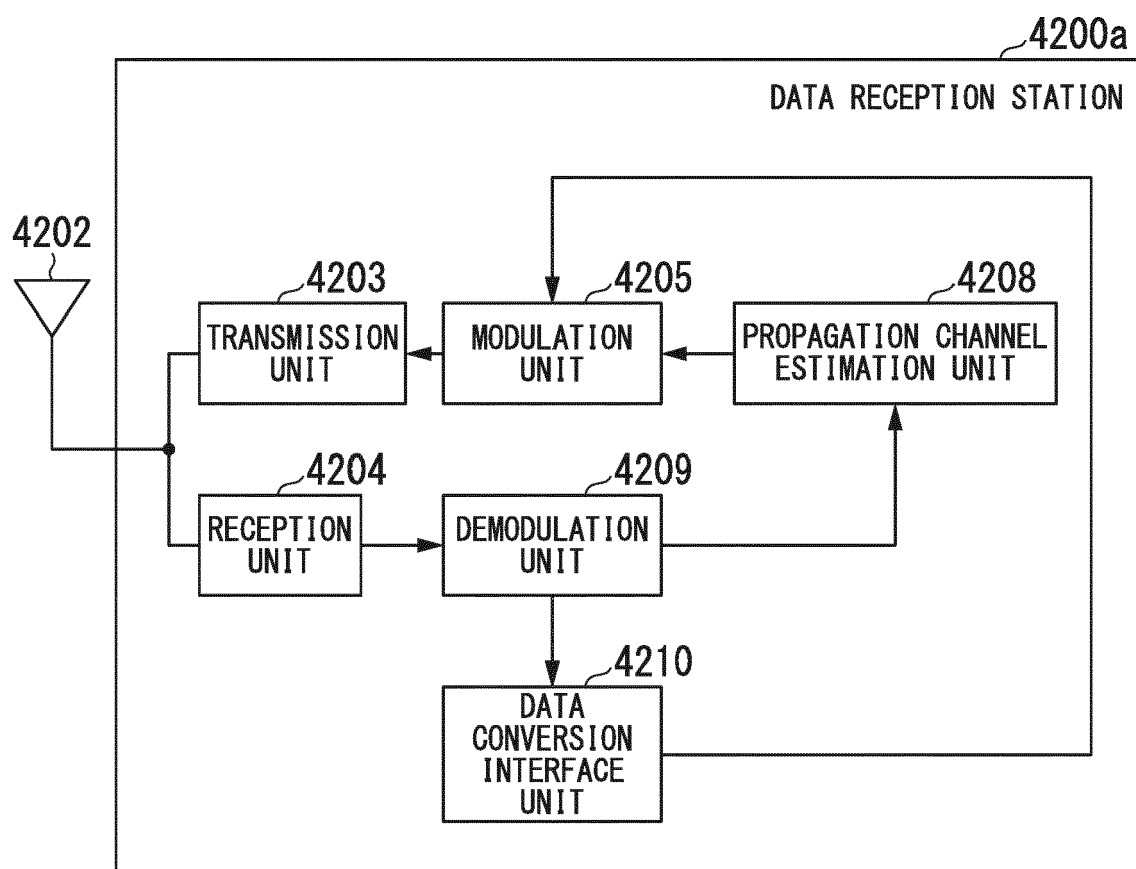 4200a
DATA RECEPTION STATION
4202
4203
TRANSMISSION
UNIT
4205
MODULATION
UNIT
4208
PROPAGATION CHANNEL
ESTIMATION UNIT
4204
RECEPTION
UNIT
4209
DEMODULATION
UNIT
4210
DATA
CONVERSION
INTERFACE
UNIT